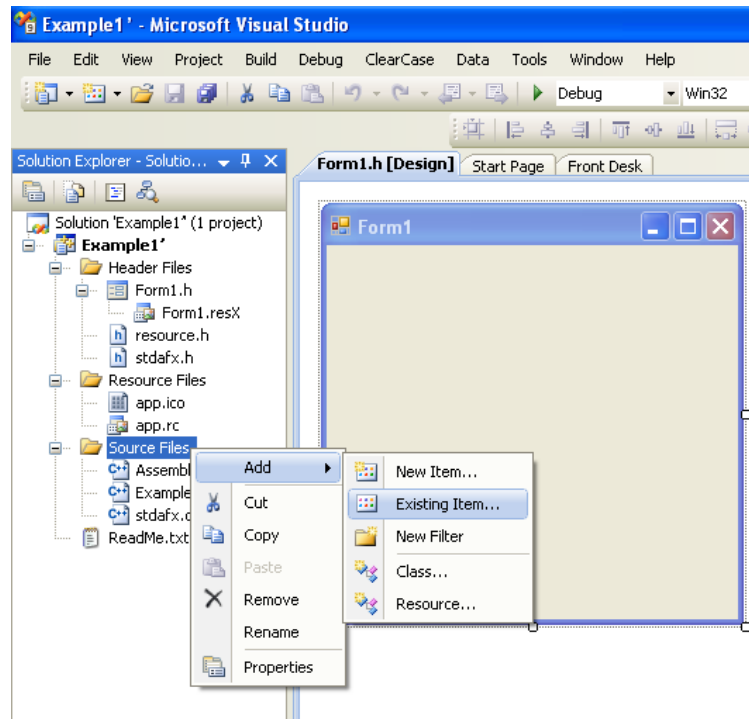 Example1' - Microsoft Visual Studio
File Edit View Project Build Debug ClearCase Data Tools Window Help
Debug Win32
Solution Explorer - Solutio...
Form1.h [Design] Start Page Front Desk
Solution 'Example1' (1 project)
Form1
Example1'
Header Files
Form1.h
Form1.resX
resource.h
stdafx.h
Resource Files
app.ico
app.rc
Source Files
Assembl
Example
stdafx.c
ReadMe.txt
Add
Cut
Copy
Paste
Remove
Rename
Properties
New Item...
Existing Item...
New Filter
Class...
Resource...